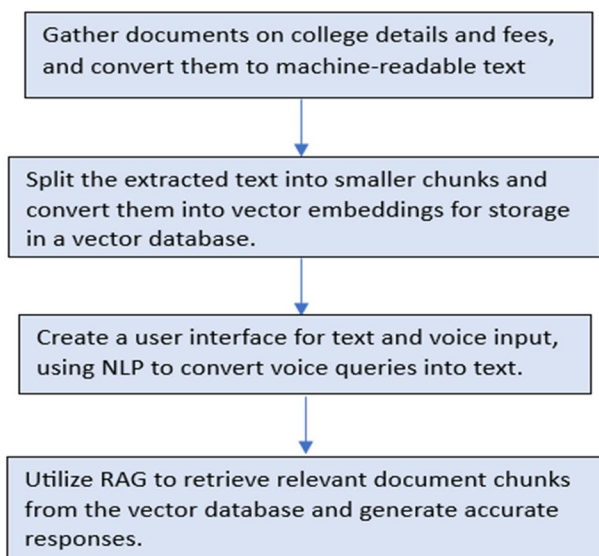 Gather documents on college details and fees,
and convert them to machine-readable text
Split the extracted text into smaller chunks and
convert them into vector embeddings for storage
in a vector database.
Create a user interface for text and voice input,
using NLP to convert voice queries into text.
Utilize RAG to retrieve relevant document chunks
from the vector database and generate accurate
responses.